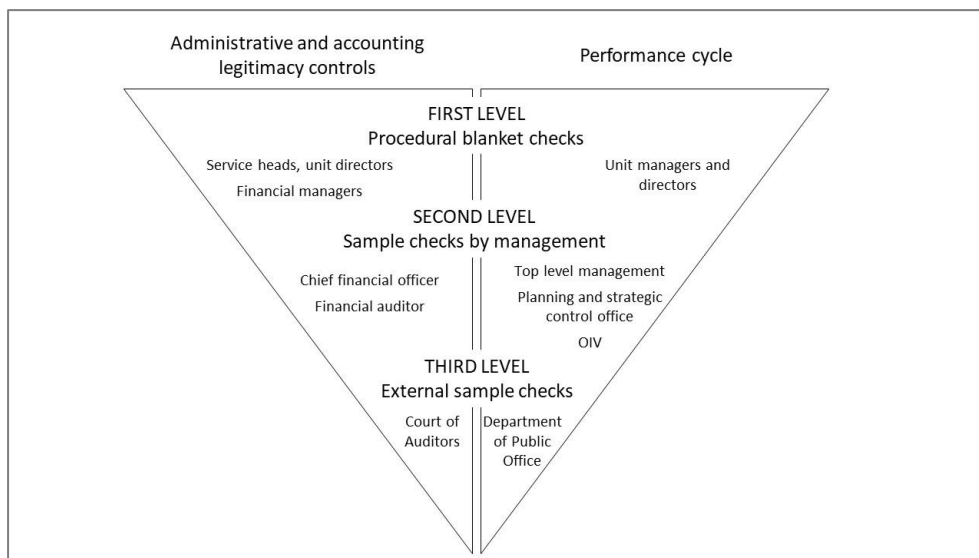 Administrative and accounting
legitimacy controls
Performance cycle
FIRST LEVEL
Procedural blanket checks
Service heads, unit directors
Financial managers
Unit managers and
directors
SECOND LEVEL
Sample checks by management
Chief financial officer
Financial auditor
Top level management
Planning and strategic
control office
OIV
THIRD LEVEL
External sample checks
Court of
Auditors
Department
of Public
Office